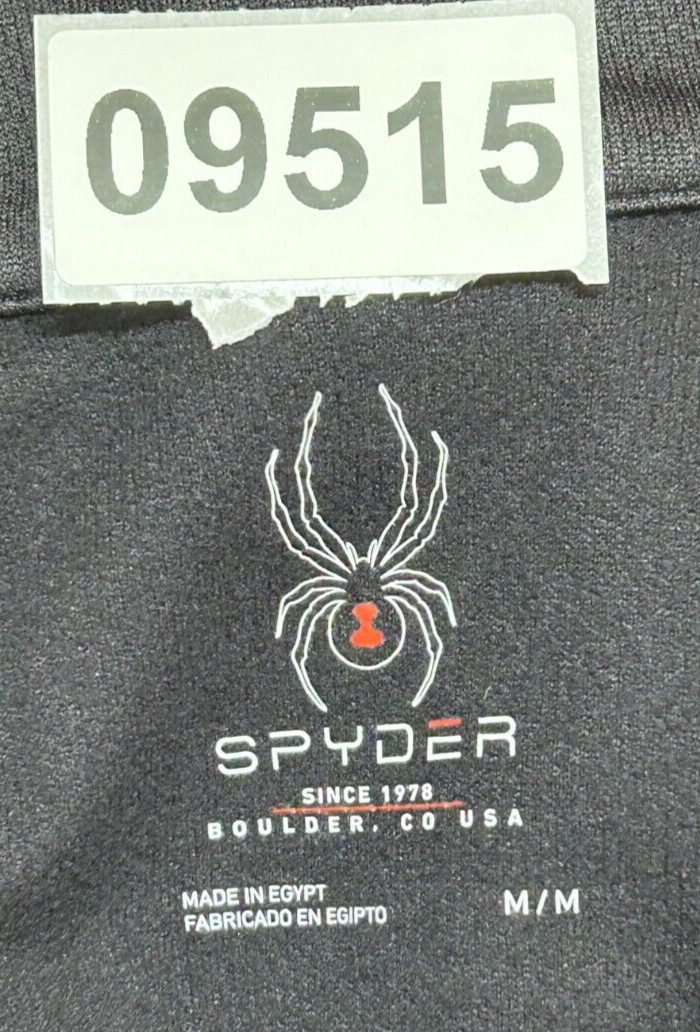 09515
SPYDER
SINCE 1978
BOULDER, CO USA
MADE IN EGYPT
FABRICADO EN EGIPTO
M/M